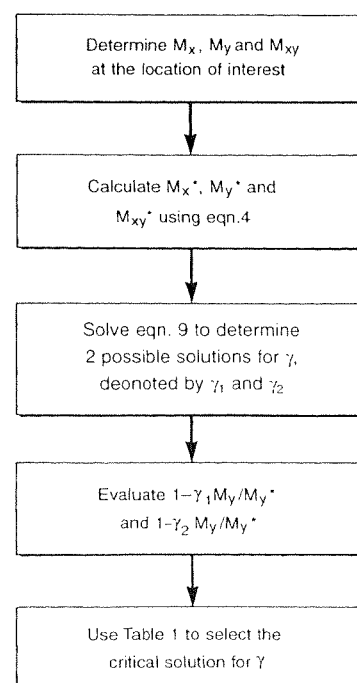 Determine Mx, My and Mxy
at the location of interest
Calculate Mx*, My* and
Mxy* using eqn.4
Solve eqn. 9 to determine
2 possible solutions for γ,
deonoted by γ1 and γ2
Evaluate 1–γ1My/My*
and 1-γ2 My/My*
Use Table 1 to select the
critical solution for γ